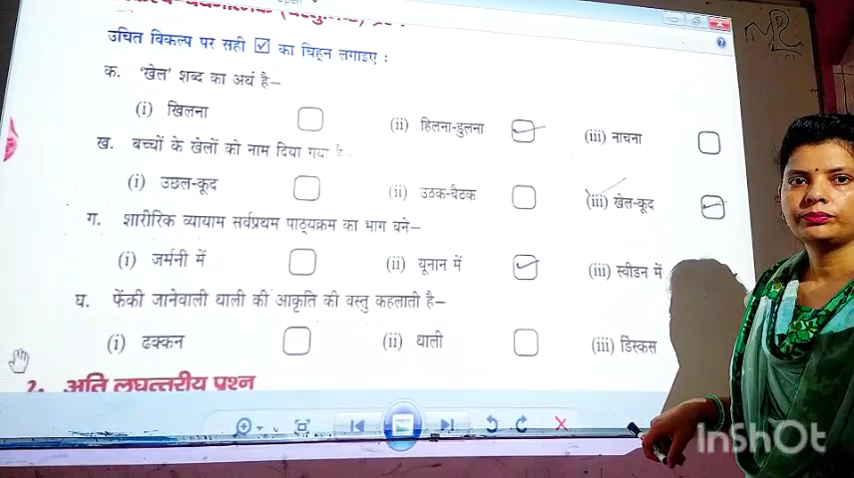 उचित विकल्प पर सही ☑ का चिह्न लगाइए :
क. 'खेल' शब्द का अर्थ है—
(i) खिलना (ii) हिलना-डुलना (iii) नाचना
ख. बच्चों के खेलों को नाम दिया गया है—
(i) उछल-कूद (ii) उठक-बैठक (iii) खेल-कूद
ग. शारीरिक व्यायाम सर्वप्रथम पाठ्यक्रम का भाग बने—
(i) जर्मनी में (ii) यूनान में (iii) स्वीडन में
घ. फेंकी जानेवाली थाली की आकृति की वस्तु कहलाती है—
(i) ढक्कन (ii) थाली (iii) डिस्कस
2. अति लघूत्तरीय प्रश्न
InShOt